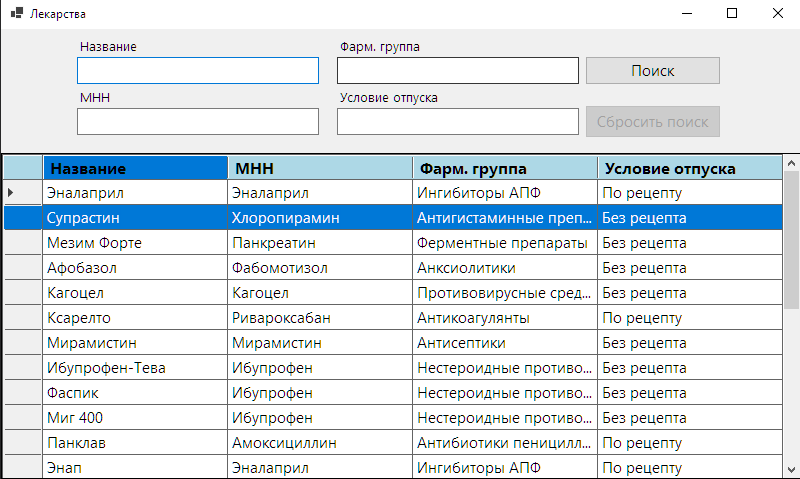 Лекарства
Название Фарм. группа
Поиск
МНН Условие отпуска
Сбросить поиск
Название МНН Фарм. группа Условие отпуска
Эналаприл Эналаприл Ингибиторы АПФ По рецепту
Супрастин Хлоропирамин Антигистаминные преп... Без рецепта
Мезим Форте Панкреатин Ферментные препараты Без рецепта
Афобазол Фабомотизол Анксиолитики Без рецепта
Кагоцел Кагоцел Противовирусные сред... Без рецепта
Ксарелто Ривароксабан Антикоагулянты По рецепту
Мирамистин Мирамистин Антисептики Без рецепта
Ибупрофен-Тева Ибупрофен Нестероидные противо... Без рецепта
Фаспик Ибупрофен Нестероидные противо... Без рецепта
Миг 400 Ибупрофен Нестероидные противо... Без рецепта
Панклав Амоксициллин Антибиотики пеницилл... По рецепту
Энап Эналаприл Ингибиторы АПФ По рецепту